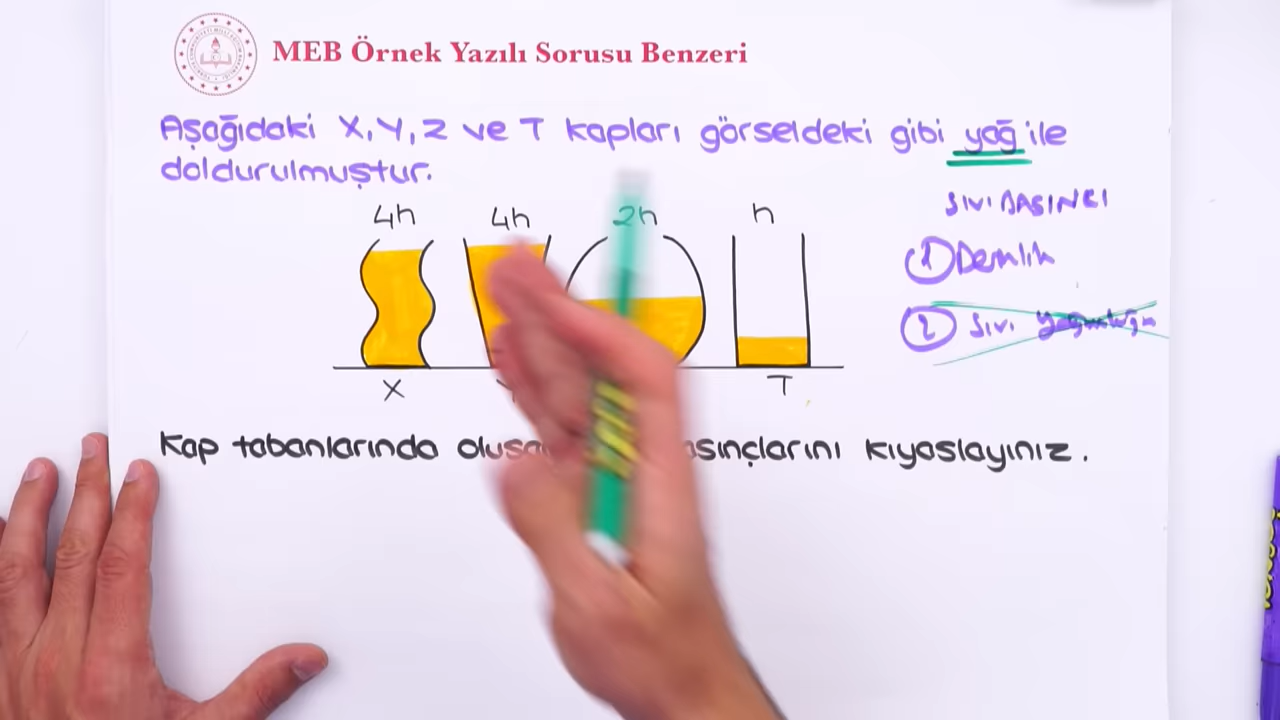 MEB Örnek Yazılı Sorusu Benzeri
Aşağıdaki X, Y, Z ve T kapları görseldeki gibi yağ ile
doldurulmuştur.
4h 4h 2h h
SIVI BASINCI
1 Derinlik
2 Sıvı Yoğunluğu
X T
Kap tabanlarında kıyaslayınız.